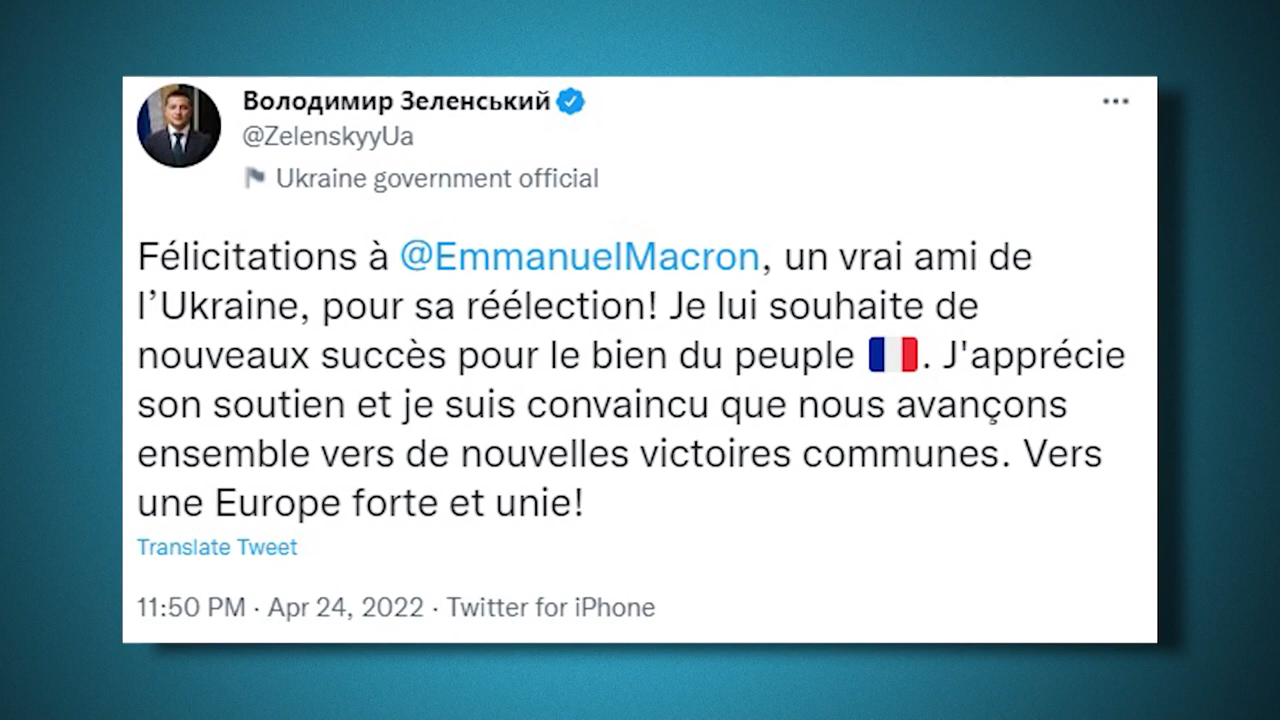 Володимир Зеленський
@ZelenskyyUa
Ukraine government official
Félicitations à @EmmanuelMacron, un vrai ami de
l’Ukraine, pour sa réélection! Je lui souhaite de
nouveaux succès pour le bien du peuple 🇫🇷. J'apprécie
son soutien et je suis convaincu que nous avançons
ensemble vers de nouvelles victoires communes. Vers
une Europe forte et unie!
Translate Tweet
11:50 PM · Apr 24, 2022 · Twitter for iPhone